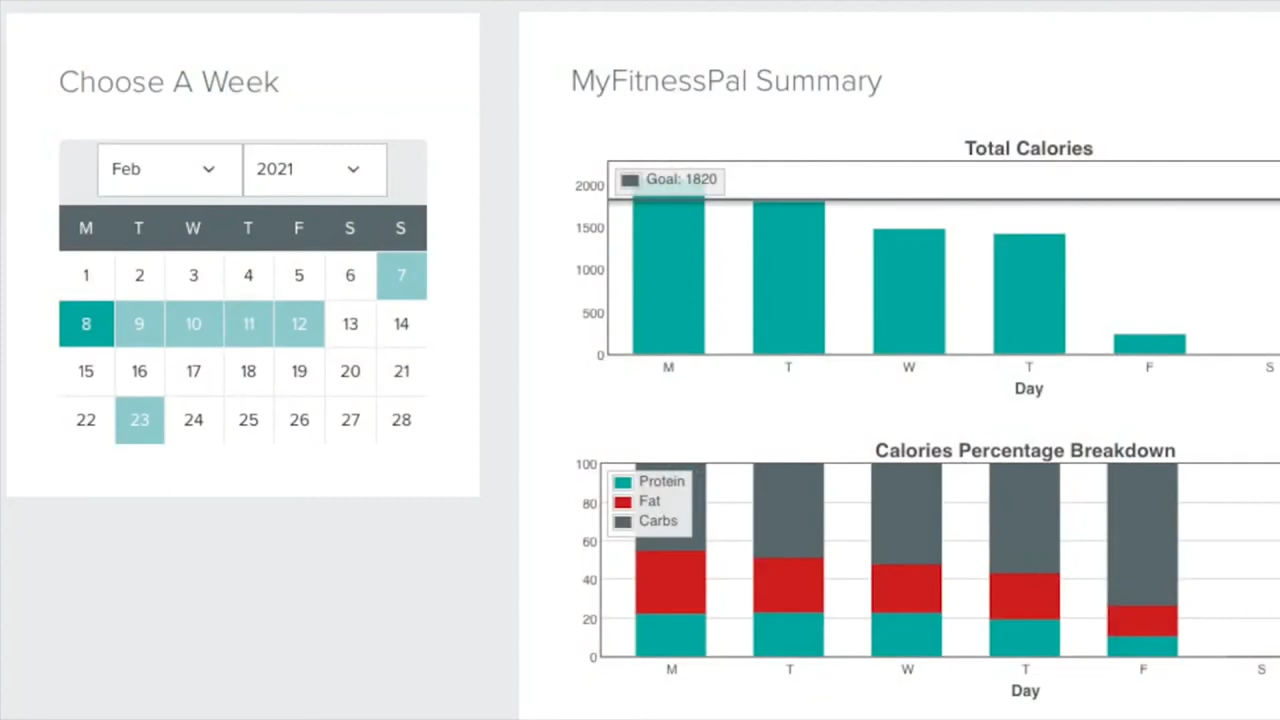 Choose A Week
Feb
2021
M T W T F S S
1 2 3 4 5 6 7
8 9 10 11 12 13 14
15 16 17 18 19 20 21
22 23 24 25 26 27 28
MyFitnessPal Summary
Total Calories
Goal: 1820
2000
1500
1000
500
0
M T W T F S
Day
Calories Percentage Breakdown
Protein
Fat
Carbs
100
80
60
40
20
0
M T W T F S
Day